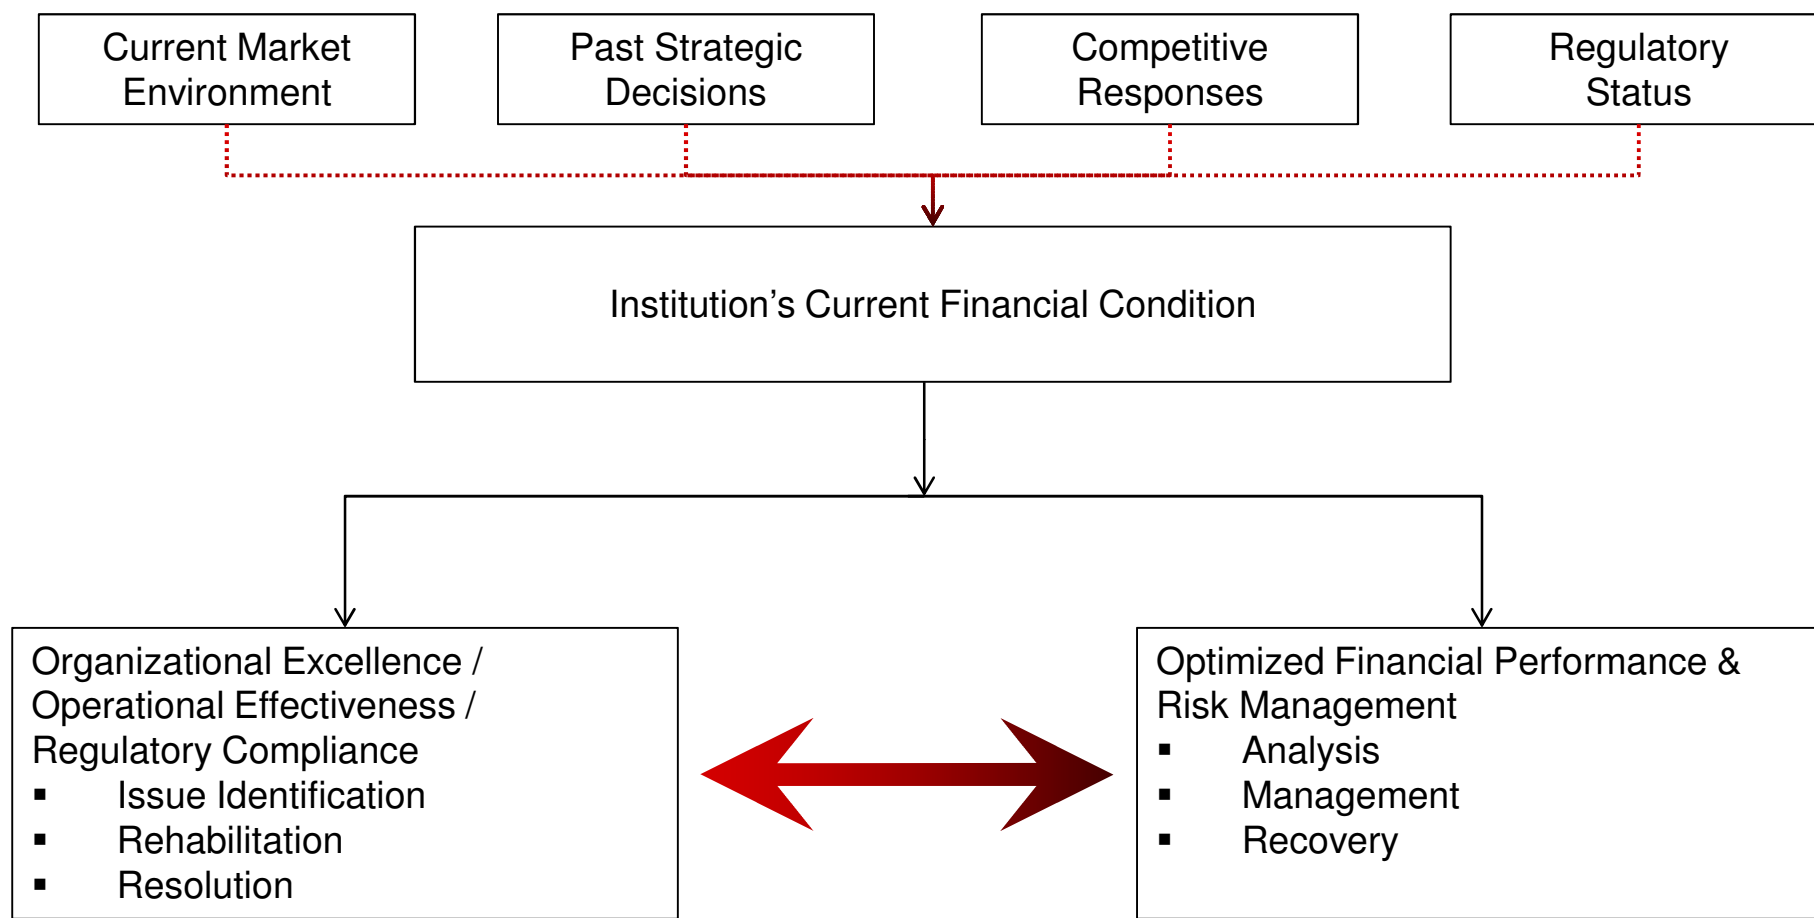 Current Market
Environment
Past Strategic
Decisions
Competitive
Responses
Regulatory
Status
Institution’s Current Financial Condition
Organizational Excellence /
Operational Effectiveness /
Regulatory Compliance
▪ Issue Identification
▪ Rehabilitation
▪ Resolution
Optimized Financial Performance &
Risk Management
▪ Analysis
▪ Management
▪ Recovery